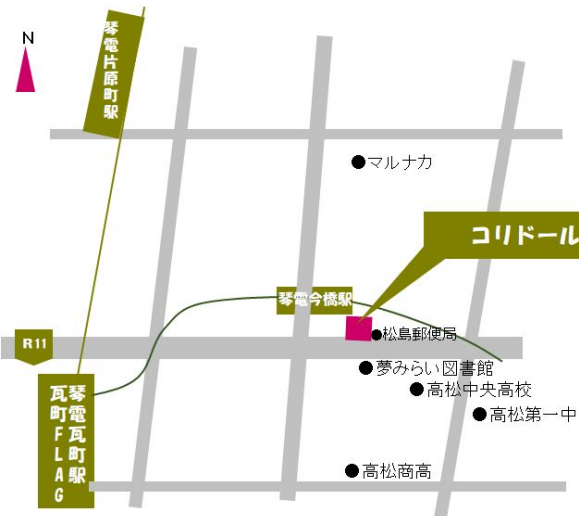 N
琴電片原町駅
マルナカ
コリドール
琴電今橋駅
松島郵便局
R11
夢みらい図書館
高松中央高校
琴電瓦町駅
瓦町FLAG
高松第一中
高松商高